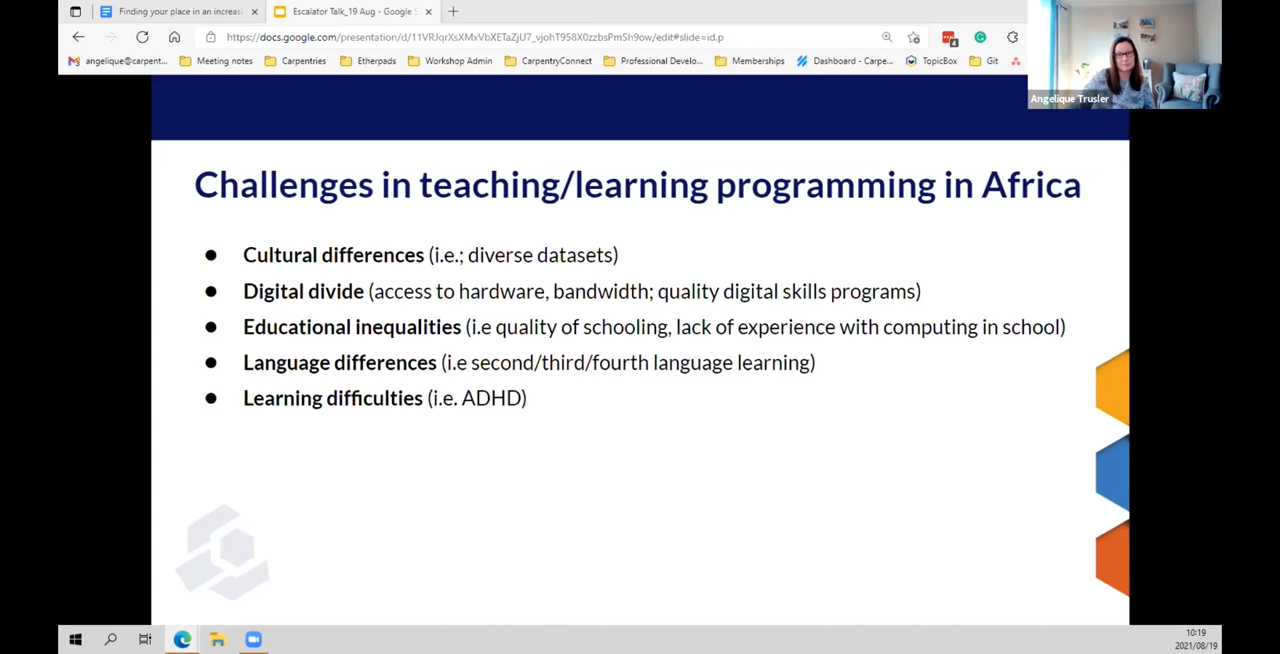 Finding your place in an increasi
Escalator Talk_19 Aug - Google S
https://docs.google.com/presentation/d/11VRJqrXsXMxVbXETaZjU7_vjohT958X0zzbsPmSh9ow/edit#slide=id.p
4
angelique@carpent...
Meeting notes
Carpentries
Etherpads
Workshop Admin
CarpentryConnect
Professional Develo...
Memberships
Dashboard - Carpe...
TopicBox
Git
Angelique Trusler
Challenges in teaching/learning programming in Africa
● Cultural differences (i.e.; diverse datasets)
● Digital divide (access to hardware, bandwidth; quality digital skills programs)
● Educational inequalities (i.e quality of schooling, lack of experience with computing in school)
● Language differences (i.e second/third/fourth language learning)
● Learning difficulties (i.e. ADHD)
10:19
2021/08/19